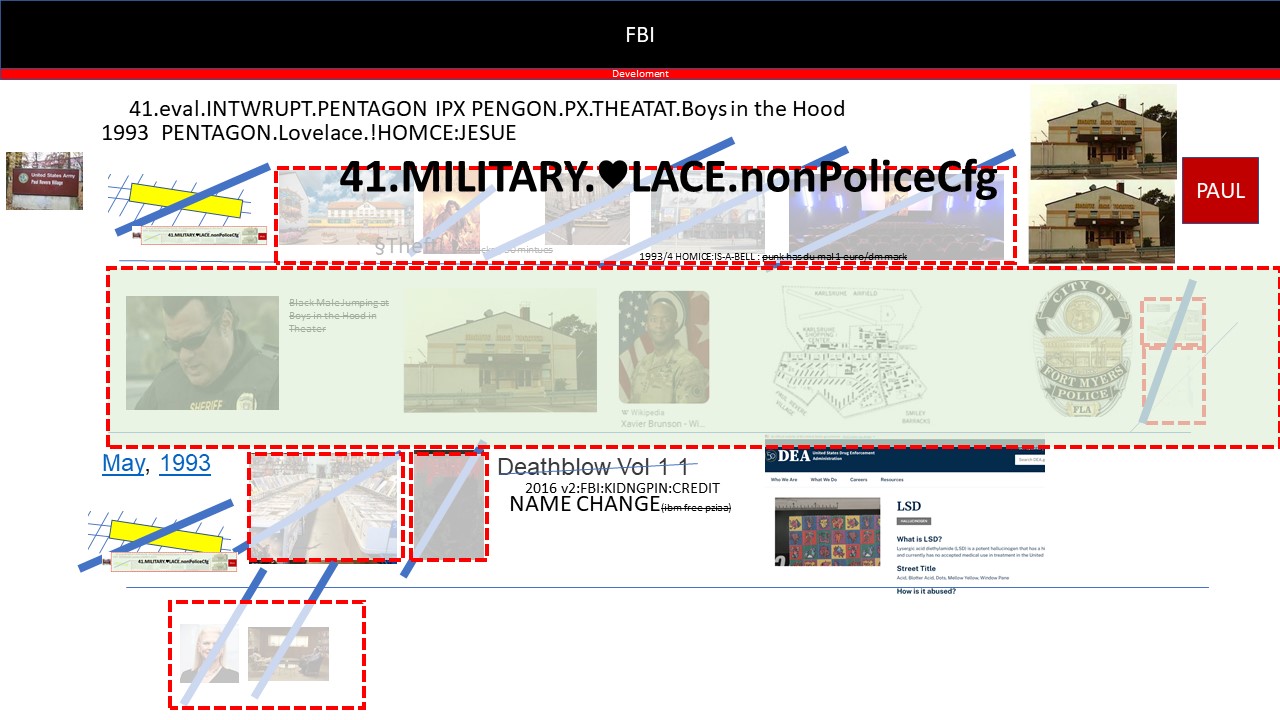 FBI
Develoment
41.eval.INTWRUPT.PENTAGON IPX PENGON.PX.THEATAT.Boys in the Hood
1993 PENTAGON.Lovelace.!HOMCE:JESUE
41.MILITARY.♥LACE.nonPoliceCfg
United States Army
Paul Revere Village
PAUL
41.MILITARY.♥LACE.nonPoliceCfg
§Theft
1993/4 HOMICE:IS-A-BELL : punk has du mal 1 euro/dm mark
Black Male Jumping at
Boys in the Hood in
Theater
SHERIFF
Wikipedia
Xavier Brunson - Wi...
KARLSRUHE AIRFIELD
KARLSRUHE
SHOPPING
CENTER
PAUL REVERE
VILLAGE
SMILEY
BARRACKS
CITY OF
FORT MYERS
POLICE
FLA
May, 1993
Deathblow Vol 1 1
2016 v2:FBI:KIDNGPIN:CREDIT
NAME CHANGE(ibm free pziaa)
DEA United States Drug Enforcement
Administration
Search DEA.g
Who We Are What We Do Careers Resources
LSD
HALLUCINOGEN
What is LSD?
Lysergic acid diethylamide (LSD) is a potent hallucinogen that has a hi
and currently has no accepted medical use in treatment in the United
Street Title
Acid, Blotter Acid, Dots, Mellow Yellow, Window Pane
How is it abused?
41.MILITARY.♥LACE.nonPoliceCfg